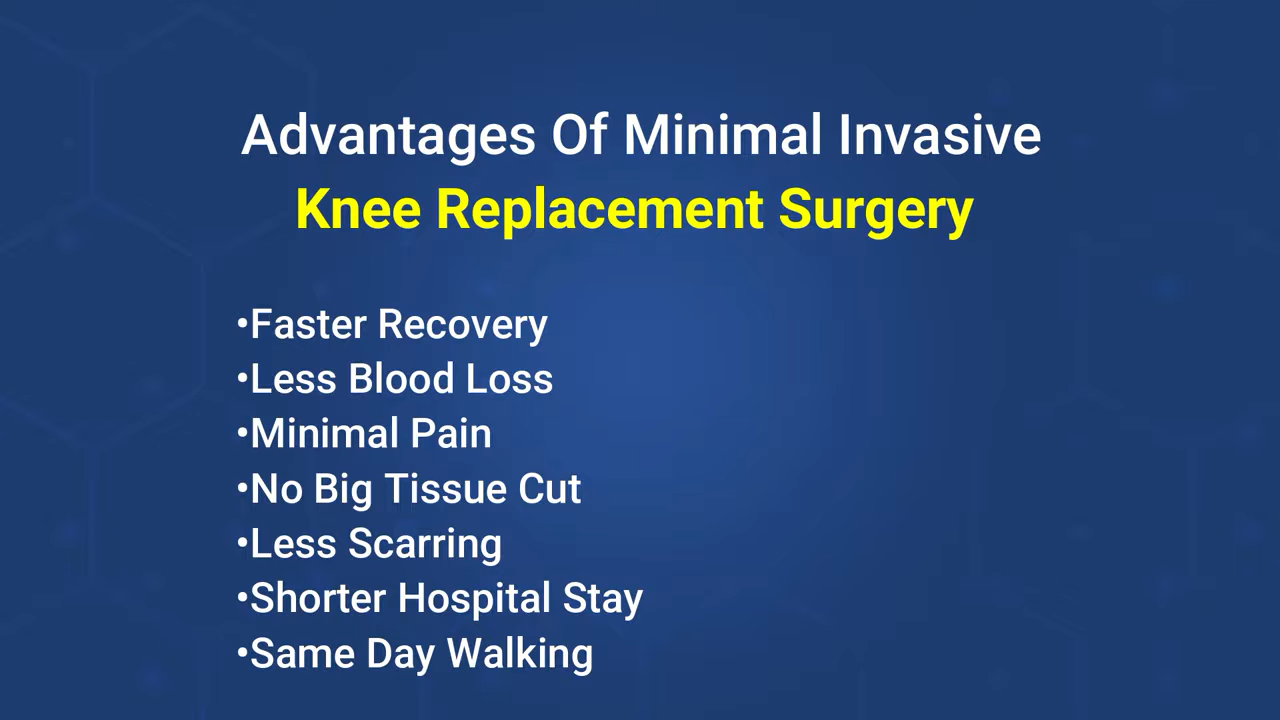 Advantages Of Minimal Invasive
Knee Replacement Surgery
•Faster Recovery
•Less Blood Loss
•Minimal Pain
•No Big Tissue Cut
•Less Scarring
•Shorter Hospital Stay
•Same Day Walking